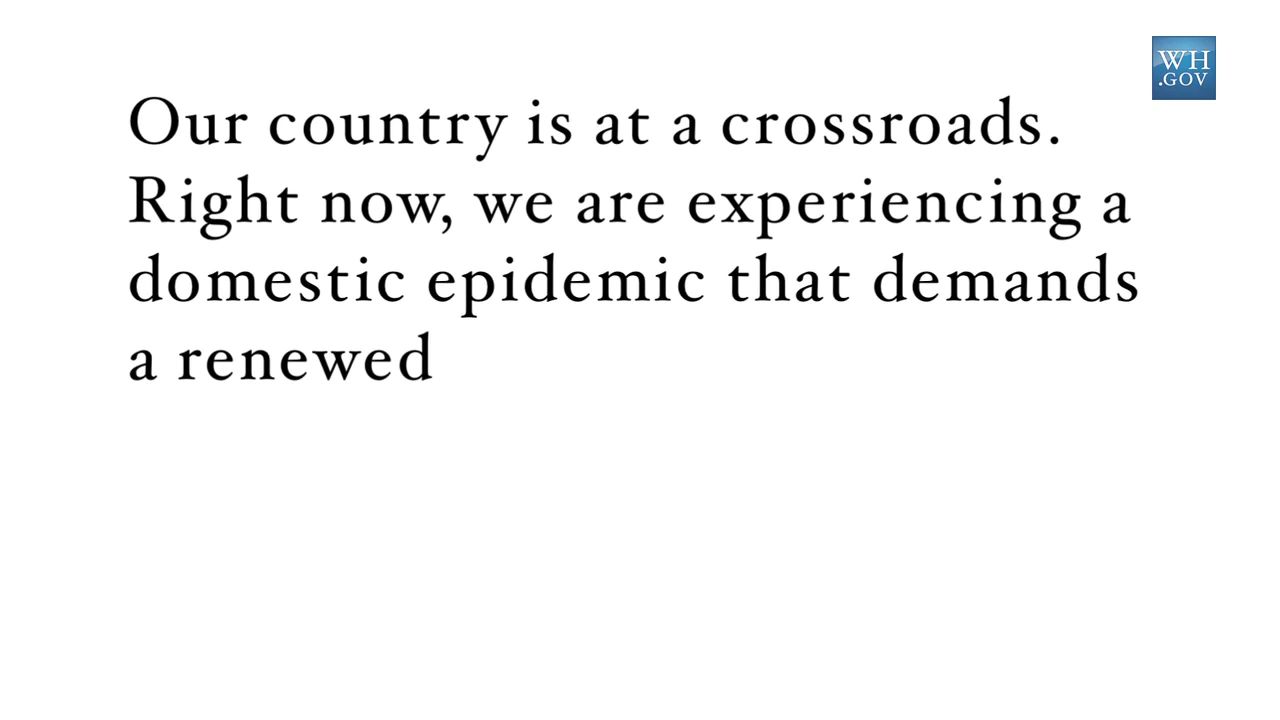 WH
.GOV
Our country is at a crossroads.
Right now, we are experiencing a
domestic epidemic that demands
a renewed